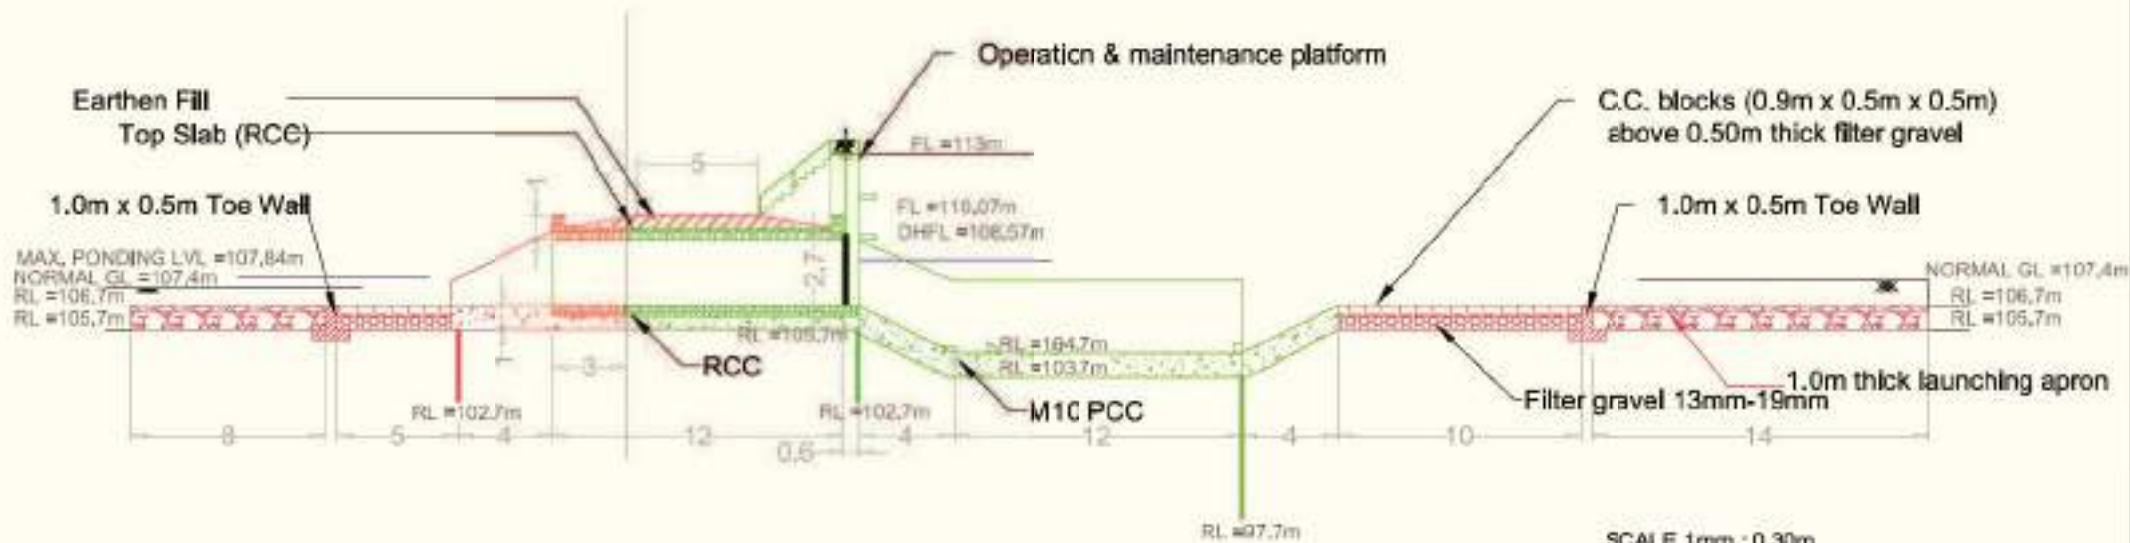 Operation & maintenance platform
Earthen Fill
Top Slab (RCC)
C.C. blocks (0.9m x 0.5m x 0.5m)
above 0.50m thick filter gravel
FL =113m
5
1
1.0m x 0.5m Toe Wall
1.0m x 0.5m Toe Wall
FL =110.07m
DHFL =108.57m
MAX. PONDING LVL =107.84m
NORMAL GL =107.4m
RL =106.7m
RL =105.7m
2.7
NORMAL GL =107.4m
RL =106.7m
RL =105.7m
RL =105.7m
RL =104.7m
RL =103.7m
1
3
RCC
M10 PCC
1.0m thick launching apron
Filter gravel 13mm-19mm
RL =102.7m
RL =102.7m
8
5
4
12
0.6
4
12
4
10
14
RL =97.7m
SCALE 1mm : 0.30m